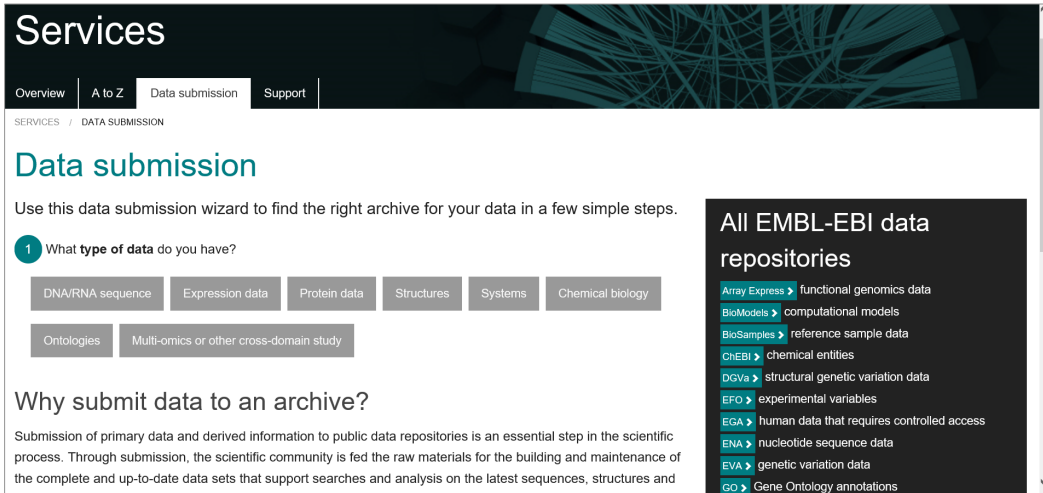 Services
Overview
A to Z
Data submission
Support
SERVICES / DATA SUBMISSION
Data submission
Use this data submission wizard to find the right archive for your data in a few simple steps.
1 What type of data do you have?
DNA/RNA sequence
Expression data
Protein data
Structures
Systems
Chemical biology
Ontologies
Multi-omics or other cross-domain study
Why submit data to an archive?
Submission of primary data and derived information to public data repositories is an essential step in the scientific
process. Through submission, the scientific community is fed the raw materials for the building and maintenance of
the complete and up-to-date data sets that support searches and analysis on the latest sequences, structures and
All EMBL-EBI data
repositories
Array Express > functional genomics data
BioModels > computational models
BioSamples > reference sample data
ChEBI > chemical entities
DGVa > structural genetic variation data
EFO > experimental variables
EGA > human data that requires controlled access
ENA > nucleotide sequence data
EVA > genetic variation data
GO > Gene Ontology annotations